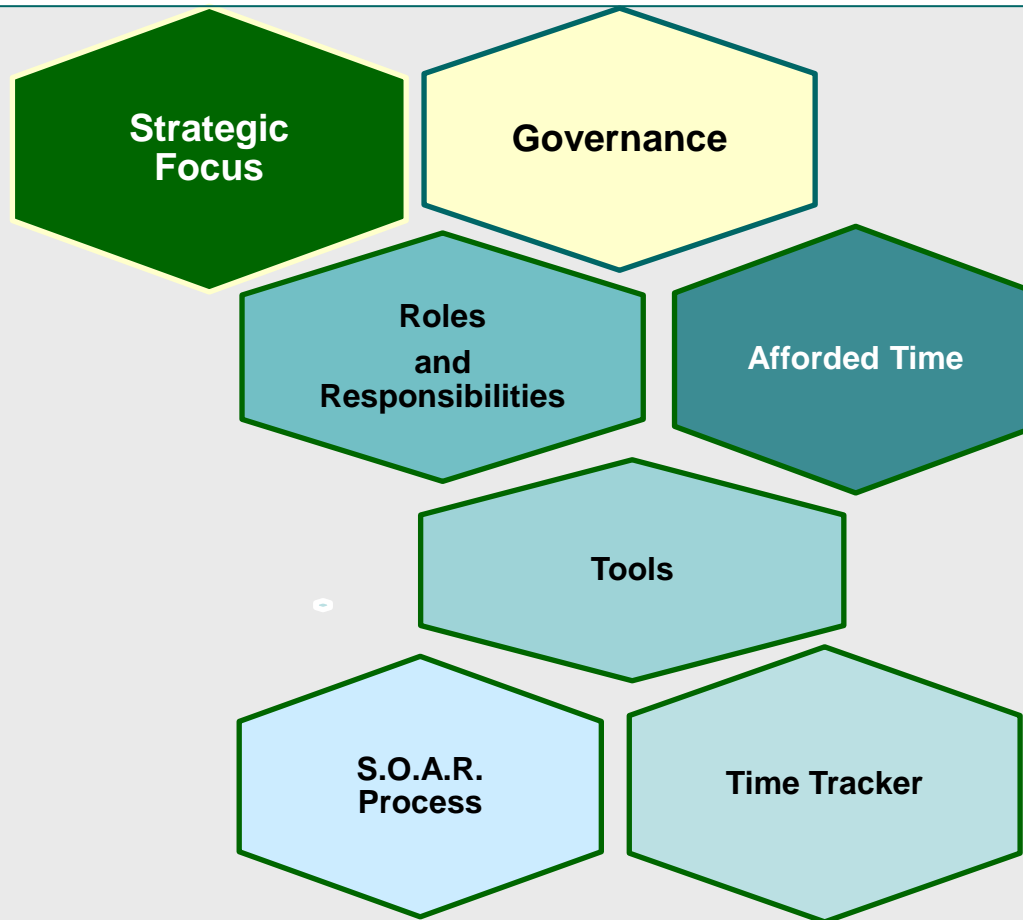 Strategic
Focus
Governance
Roles
and
Responsibilities
Afforded Time
Tools
S.O.A.R.
Process
Time Tracker